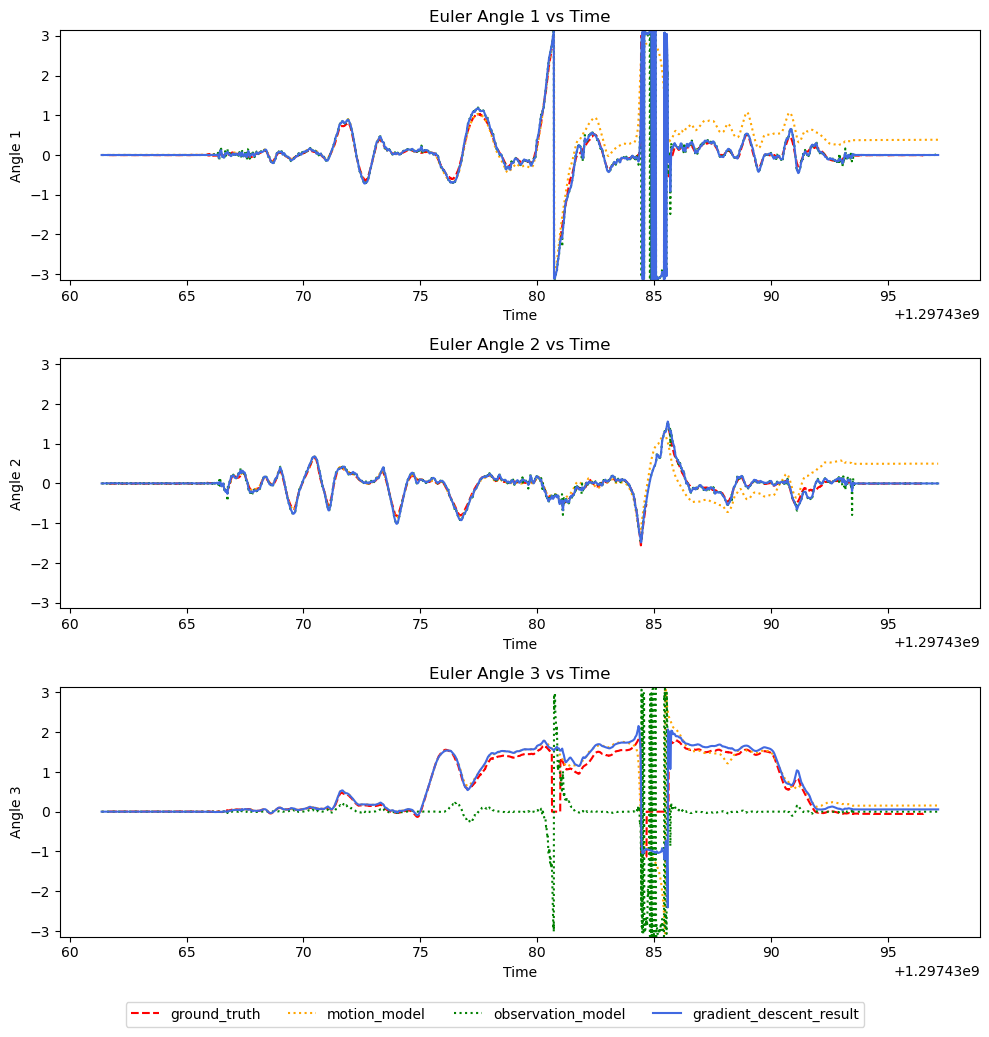 Euler Angle 1 vs Time
3
2
1
0
−1
−2
−3
Angle 1
60 65 70 75 80 85 90 95
Time
+1.29743e9
Euler Angle 2 vs Time
3
2
1
0
−1
−2
−3
Angle 2
60 65 70 75 80 85 90 95
Time
+1.29743e9
Euler Angle 3 vs Time
3
2
1
0
−1
−2
−3
Angle 3
60 65 70 75 80 85 90 95
Time
+1.29743e9
ground_truth motion_model observation_model gradient_descent_result